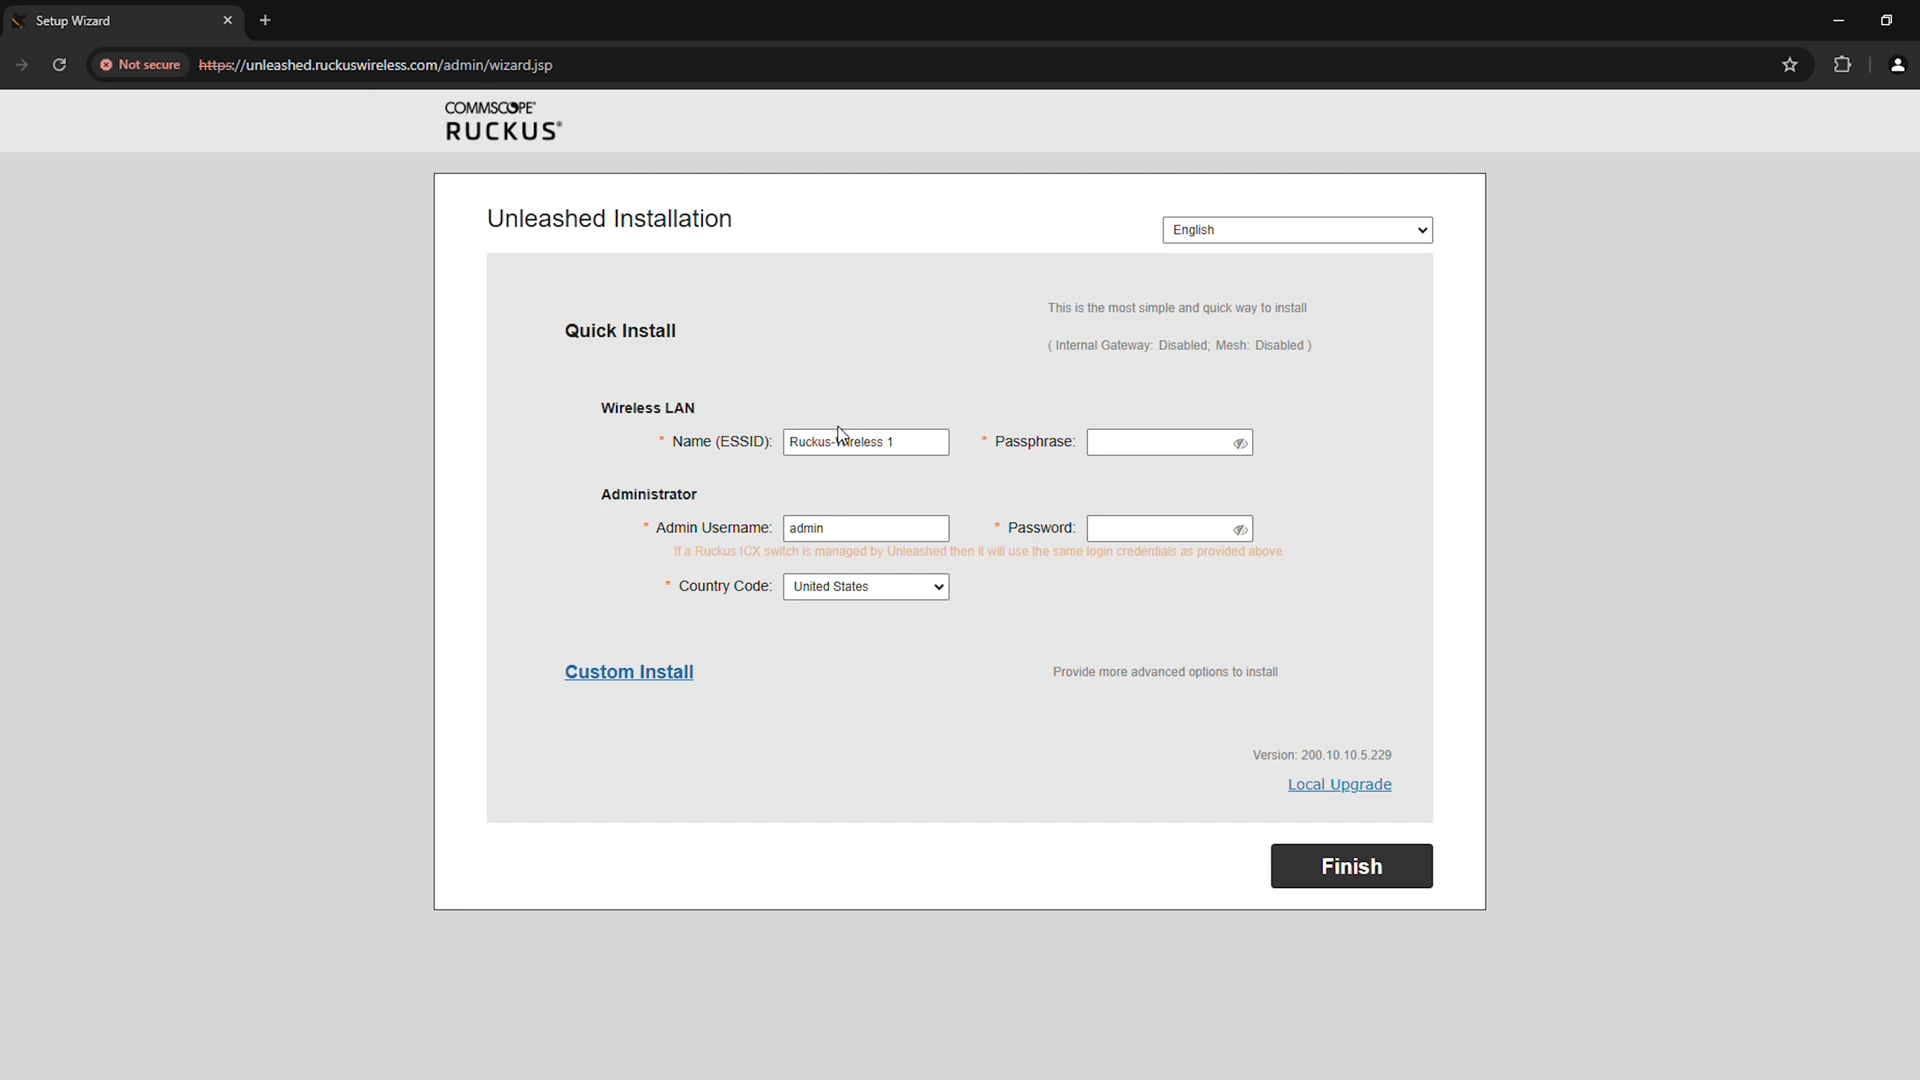 Setup Wizard
Not secure
https://unleashed.ruckuswireless.com/admin/wizard.jsp
COMMSCOPE®
RUCKUS®
Unleashed Installation
English
Quick Install
This is the most simple and quick way to install
( Internal Gateway: Disabled; Mesh: Disabled )
Wireless LAN
* Name (ESSID): Ruckus-Wireless 1 * Passphrase:
Administrator
* Admin Username: admin * Password:
If a Ruckus ICX switch is managed by Unleashed then it will use the same login credentials as provided above.
* Country Code: United States
Custom Install Provide more advanced options to install
Version: 200.10.10.5.229
Local Upgrade
Finish